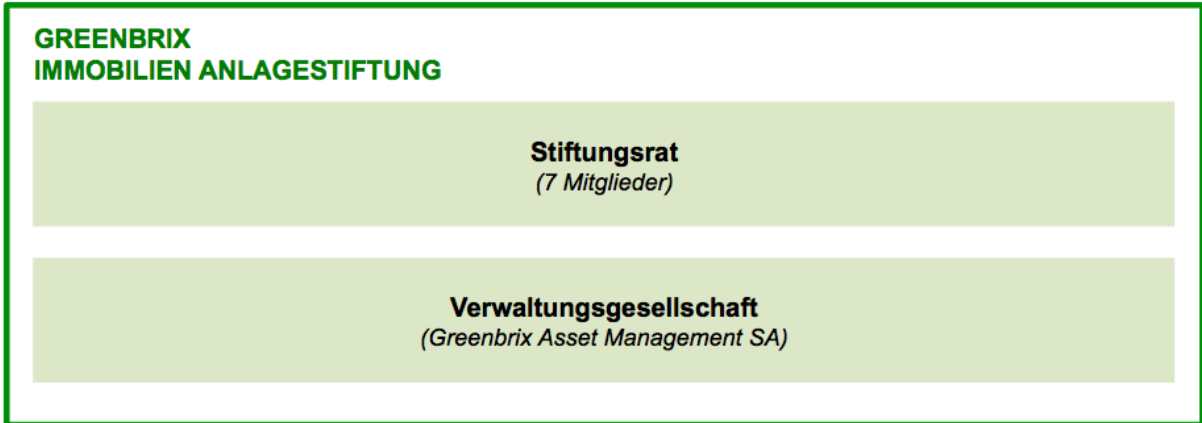 GREENBRIX
IMMOBILIEN ANLAGESTIFTUNG
Stiftungsrat
(7 Mitglieder)
Verwaltungsgesellschaft
(Greenbrix Asset Management SA)